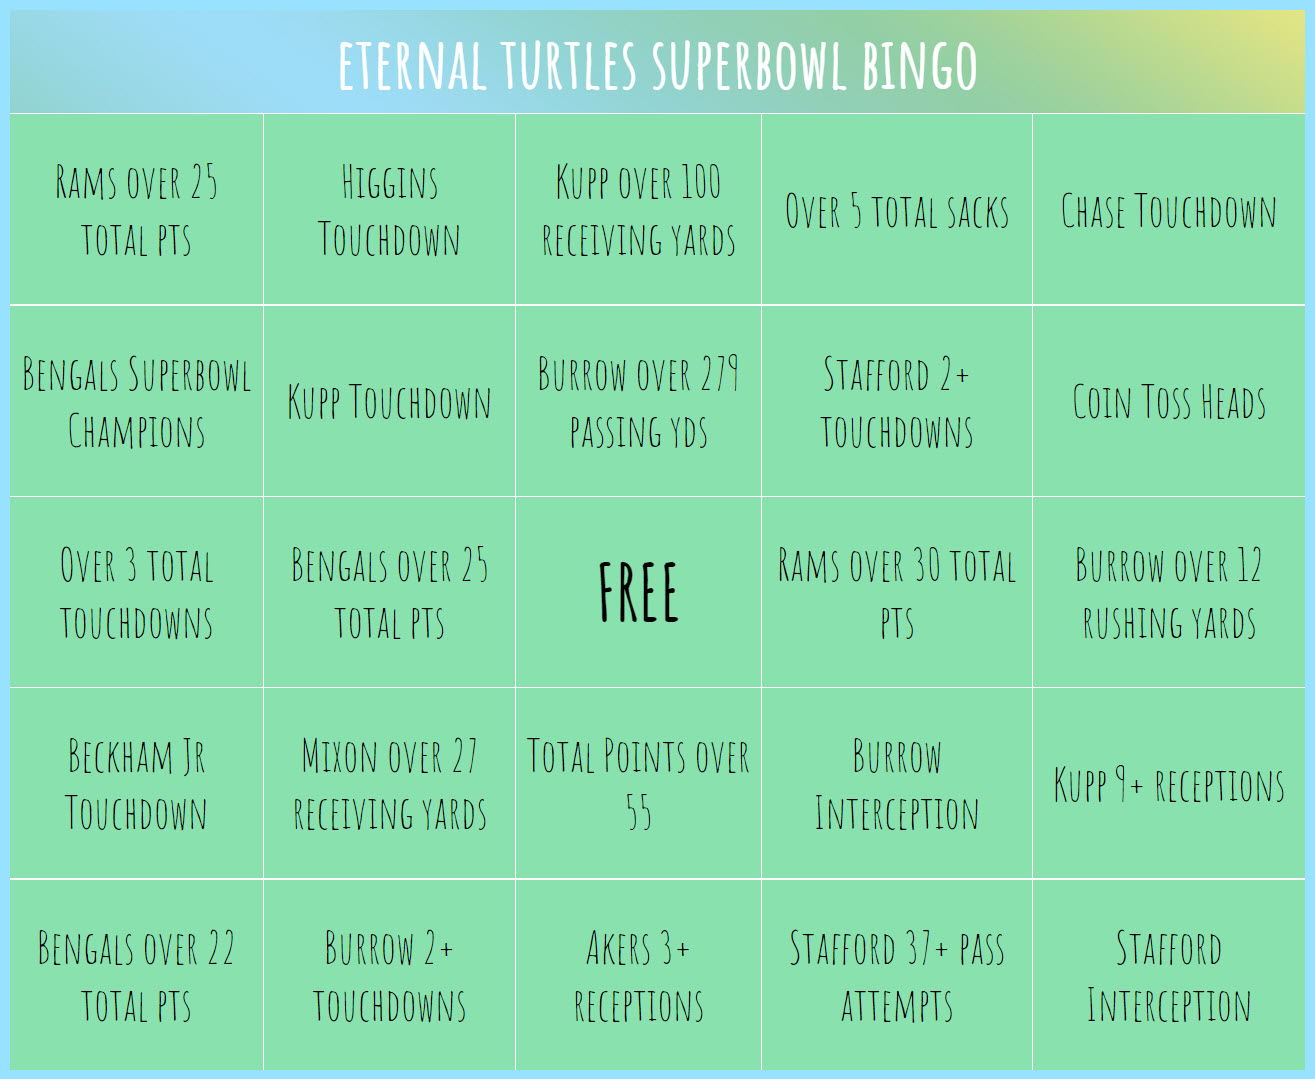 ETERNAL TURTLES SUPERBOWL BINGO
RAMS OVER 25
TOTAL PTS
HIGGINS
TOUCHDOWN
KUPP OVER 100
RECEIVING YARDS
OVER 5 TOTAL SACKS
CHASE TOUCHDOWN
BENGALS SUPERBOWL
CHAMPIONS
KUPP TOUCHDOWN
BURROW OVER 279
PASSING YDS
STAFFORD 2+
TOUCHDOWNS
COIN TOSS HEADS
OVER 3 TOTAL
TOUCHDOWNS
BENGALS OVER 25
TOTAL PTS
FREE
RAMS OVER 30 TOTAL
PTS
BURROW OVER 12
RUSHING YARDS
BECKHAM JR
TOUCHDOWN
MIXON OVER 27
RECEIVING YARDS
TOTAL POINTS OVER
55
BURROW
INTERCEPTION
KUPP 9+ RECEPTIONS
BENGALS OVER 22
TOTAL PTS
BURROW 2+
TOUCHDOWNS
AKERS 3+
RECEPTIONS
STAFFORD 37+ PASS
ATTEMPTS
STAFFORD
INTERCEPTION